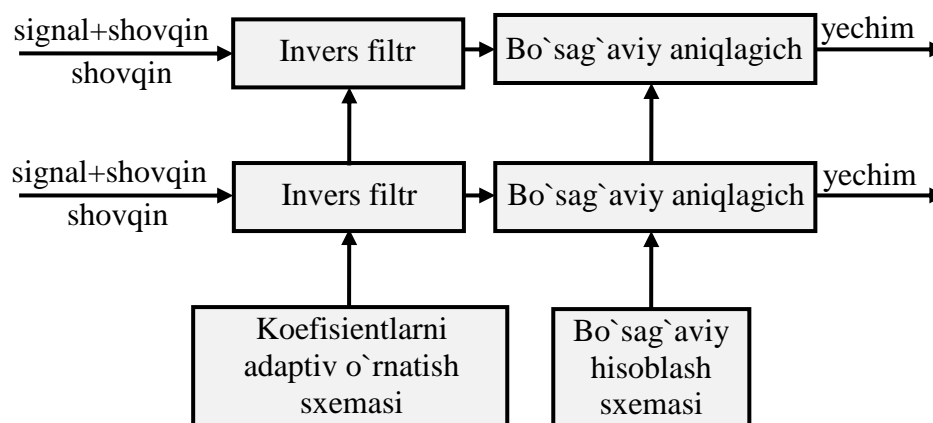 signal+shovqin
shovqin
Invers filtr
Bo`sag`aviy aniqlagich
yechim
signal+shovqin
shovqin
Invers filtr
Bo`sag`aviy aniqlagich
yechim
Koefisientlarni
adaptiv o`rnatish
sxemasi
Bo`sag`aviy
hisoblash
sxemasi